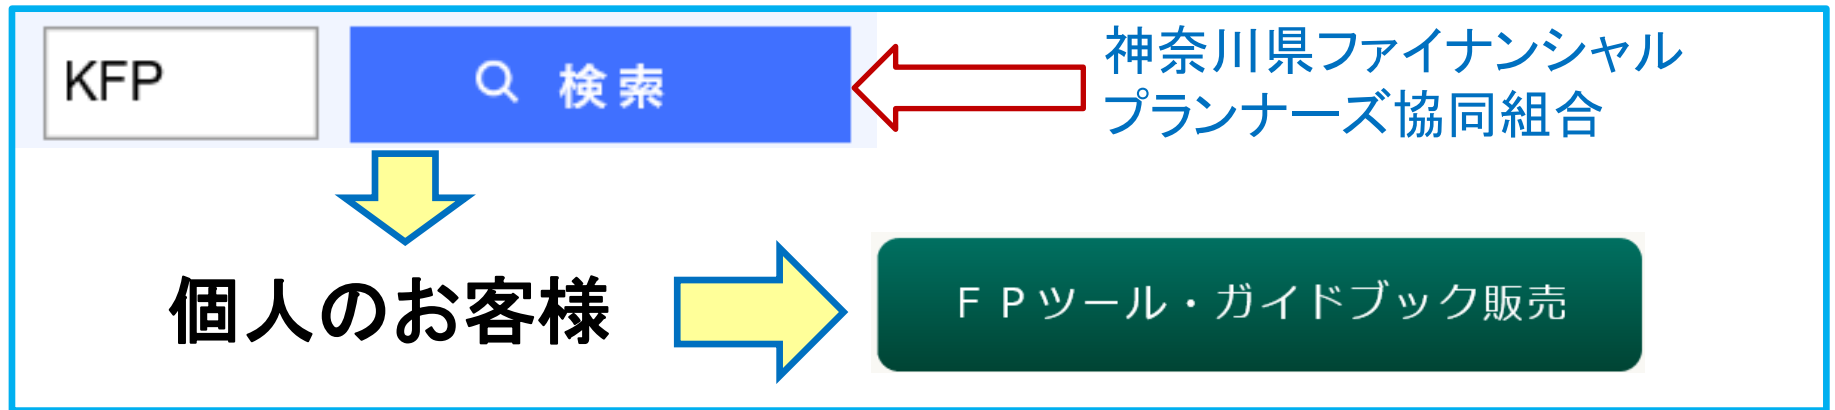 KFP
検索
神奈川県ファイナンシャル
プランナーズ協同組合
個人のお客様
ＦＰツール・ガイドブック販売